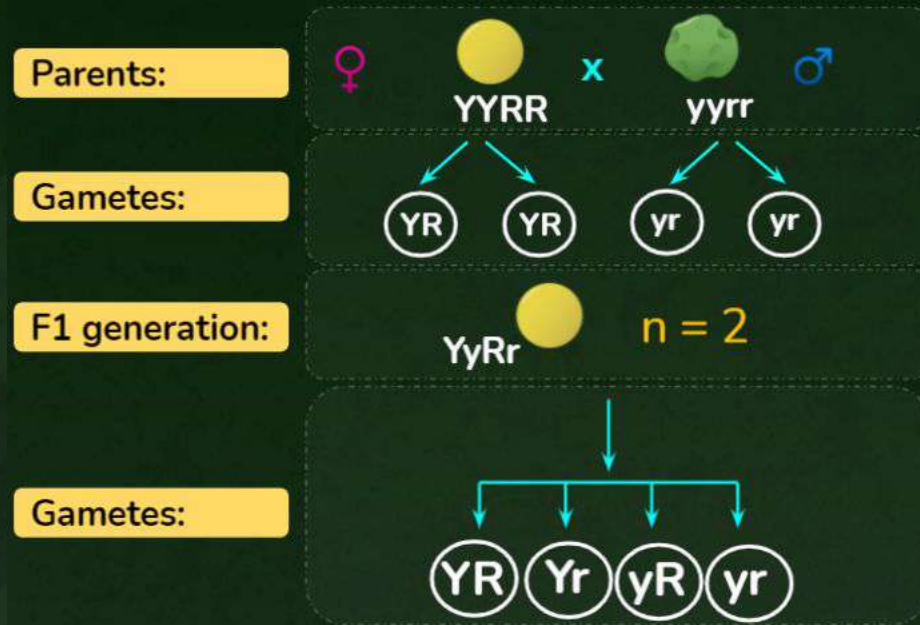 Parents:
♀ x ♂
YYRR yyrr
Gametes:
YR YR yr yr
F1 generation:
YyRr n = 2
Gametes:
YR Yr yR yr